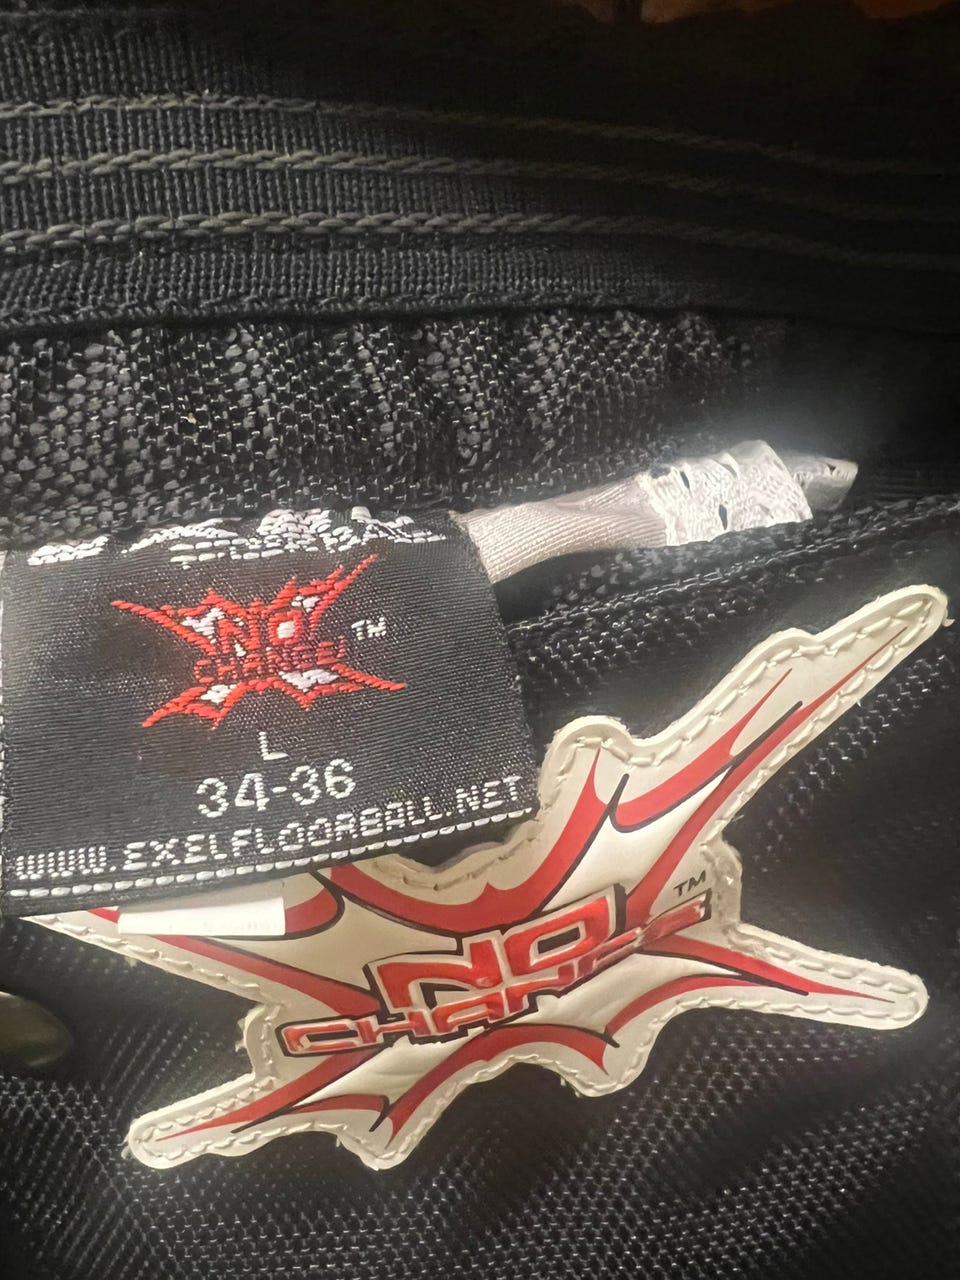 NO
CHANCE!
TM
L
34-36
WWW.EXELFLOORBALL.NET
NO
CHANCE
TM